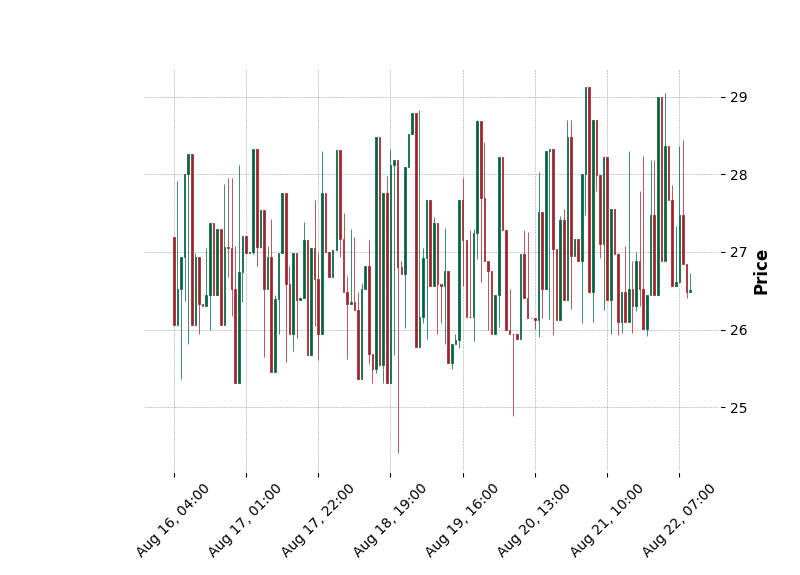 29
28
27
26
25
Price
Aug 16, 04:00
Aug 17, 01:00
Aug 17, 22:00
Aug 18, 19:00
Aug 19, 16:00
Aug 20, 13:00
Aug 21, 10:00
Aug 22, 07:00